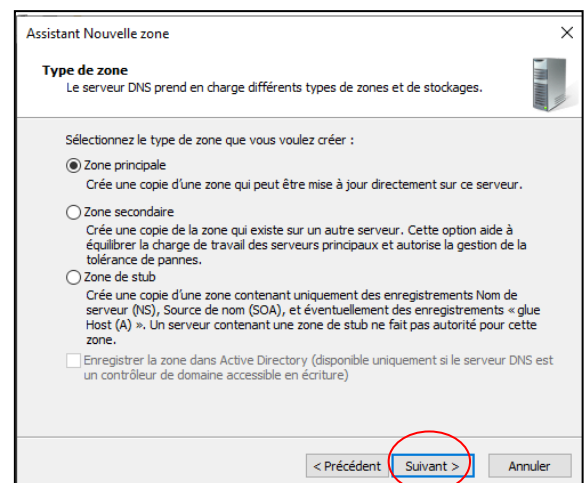 Assistant Nouvelle zone
Type de zone
Le serveur DNS prend en charge différents types de zones et de stockages.
Sélectionnez le type de zone que vous voulez créer :
Zone principale
Crée une copie d'une zone qui peut être mise à jour directement sur ce serveur.
Zone secondaire
Crée une copie de la zone qui existe sur un autre serveur. Cette option aide à
équilibrer la charge de travail des serveurs principaux et autorise la gestion de la
tolérance de pannes.
Zone de stub
Crée une copie d'une zone contenant uniquement des enregistrements Nom de
serveur (NS), Source de nom (SOA), et éventuellement des enregistrements « glue
Host (A) ». Un serveur contenant une zone de stub ne fait pas autorité pour cette
zone.
Enregistrer la zone dans Active Directory (disponible uniquement si le serveur DNS est
un contrôleur de domaine accessible en écriture)
< Précédent Suivant > Annuler